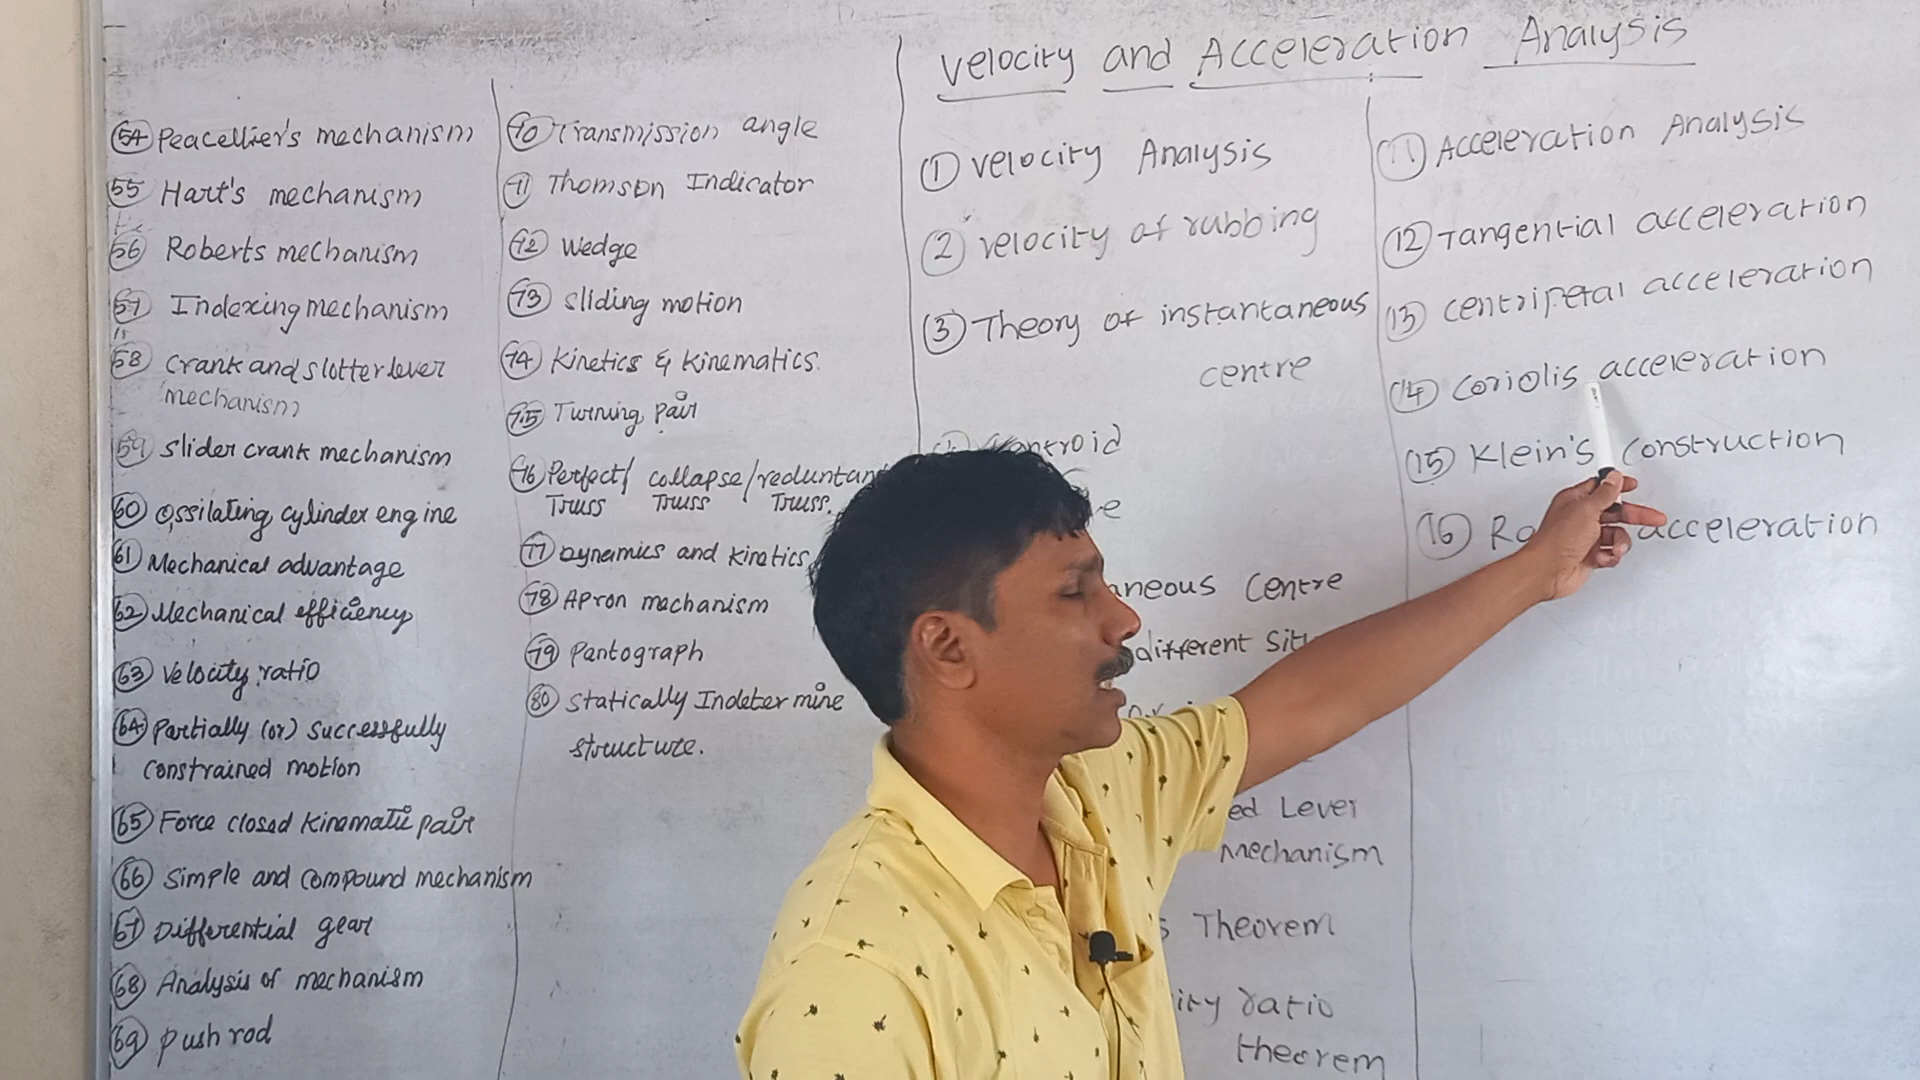 Velocity and Acceleration Analysis
54 Peacellier's mechanism
55 Hart's mechanism
56 Roberts mechanism
57 Indexing mechanism
58 crank and slotter lever
mechanism
59 slider crank mechanism
60 Ossilating cylinder engine
61 Mechanical advantage
62 Mechanical efficiency
63 Velocity ratio
64 Partially (or) successfully
constrained motion
65 Force closed kinematic pair
66 Simple and compound mechanism
67 Differential gear
68 Analysis of mechanism
69 push rod
70 Transmission angle
71 Thomson Indicator
72 Wedge
73 sliding motion
74 Kinetics & Kinematics.
75 Turning pair
76 Perfect/ collapse/reduntant
Truss Truss Truss.
77 Dynamics and kinetics
78 Apron mechanism
79 Pantograph
80 Statically Indetermine
structure.
1 Velocity Analysis
2 velocity of rubbing
3 Theory of instantaneous
centre
Centre
different
Lever
Mechanism
Theorem
ratio
theorem
11 Acceleration Analysis
12 Tangential acceleration
13 centripetal acceleration
14 coriolis acceleration
15 Klein's construction
16 acceleration